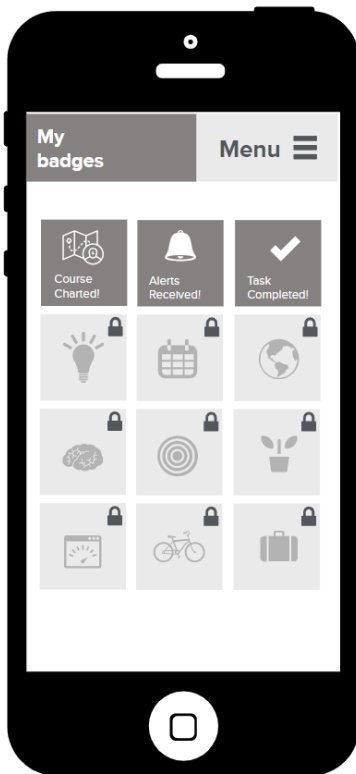 My
badges
Menu
Course
Charted!
Alerts
Received!
Task
Completed!